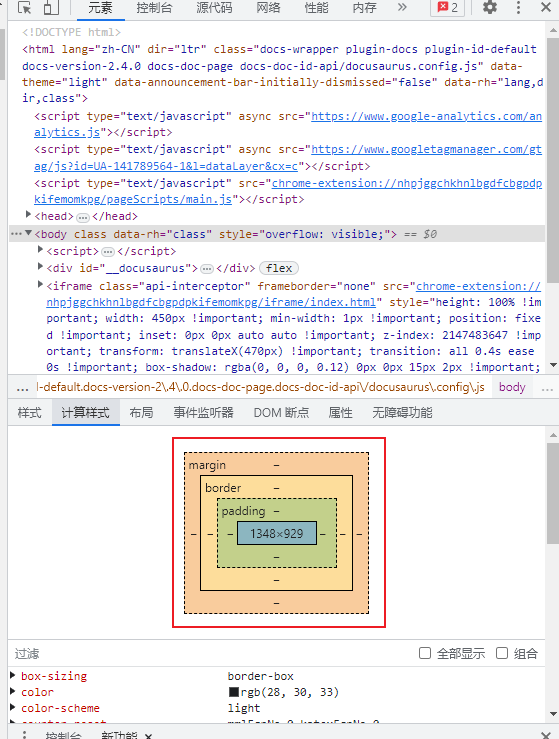 元素 控制台 源代码 网络 性能 内存 » 2
<!DOCTYPE html>
<html lang="zh-CN" dir="ltr" class="docs-wrapper plugin-docs plugin-id-default
docs-version-2.4.0 docs-doc-page docs-doc-id-api/docusaurus.config.js" data-
theme="light" data-announcement-bar-initially-dismissed="false" data-rh="lang,d
ir,class">
<script type="text/javascript" async src="https://www.google-analytics.com/an
alytics.js"></script>
<script type="text/javascript" async src="https://www.googletagmanager.com/gt
ag/js?id=UA-141789564-1&l=dataLayer&cx=c"></script>
<script type="text/javascript" src="chrome-extension://nhpjggchkhnlbgdfcbgpdp
kifemomkpg/pageScripts/main.js"></script>
<head> … </head>
… <body class data-rh="class" style="overflow: visible;"> == $0
<script> … </script>
<div id="__docusaurus"> … </div> flex
<iframe class="api-interceptor" frameborder="none" src="chrome-extension://
nhpjggchkhnlbgdfcbgpdpkifemomkpg/iframe/index.html" style="height: 100% !im
portant; width: 450px !important; min-width: 1px !important; position: fixe
d !important; inset: 0px 0px auto auto !important; z-index: 2147483647 !imp
ortant; transform: translateX(470px) !important; transition: all 0.4s ease
0s !important; box-shadow: rgba(0, 0, 0, 0.12) 0px 0px 15px 2px !important;
… d-default.docs-version-2\.4\.0.docs-doc-page.docs-doc-id-api\/docusaurus\.config\.js body …
样式 计算样式 布局 事件监听器 DOM 断点 属性 无障碍功能
margin –
border –
padding –
– – – 1348×929 – – –
–
–
–
过滤 全部显示 组合
box-sizing border-box
color rgb(28, 30, 33)
color-scheme light
控制台 新功能 ×